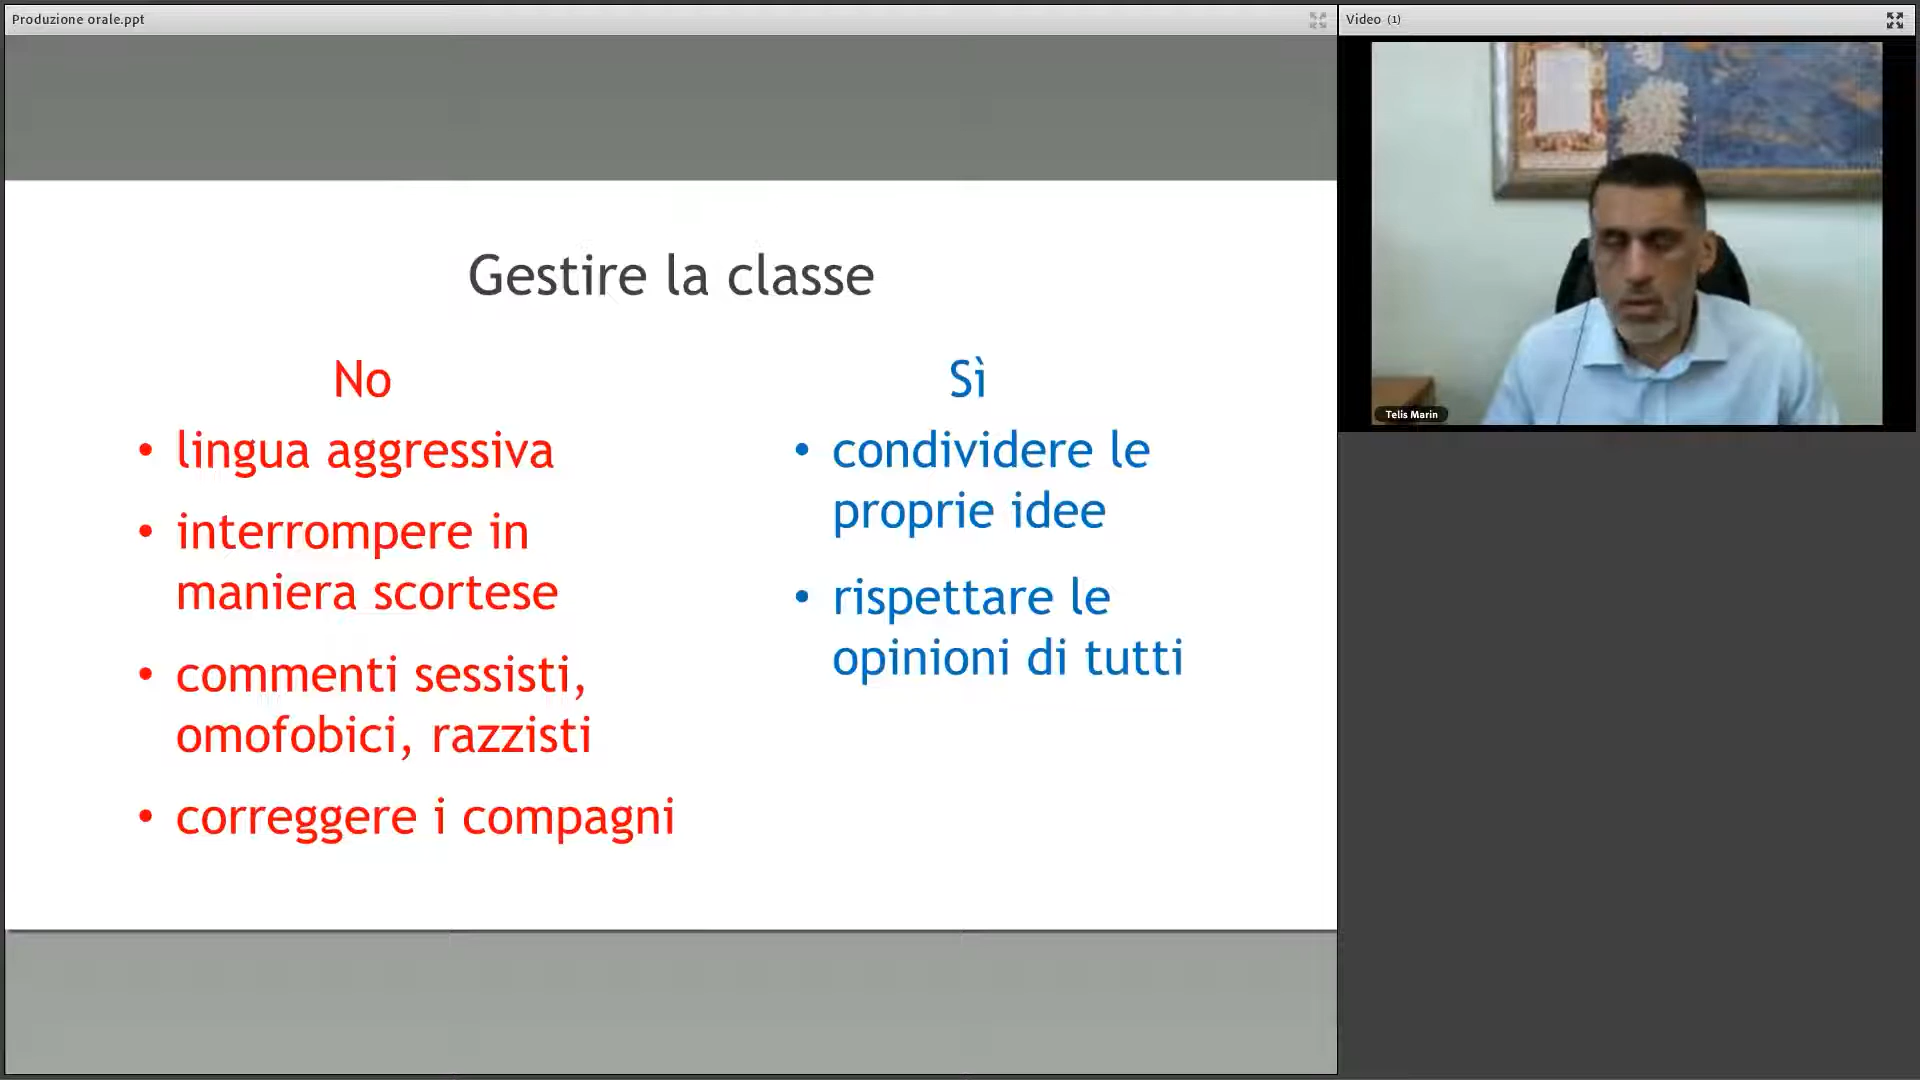 Produzione orale.ppt
Video (1)
Gestire la classe
No
• lingua aggressiva
• interrompere in
maniera scortese
• commenti sessisti,
omofobici, razzisti
• correggere i compagni
Sì
• condividere le
proprie idee
• rispettare le
opinioni di tutti
Telis Marin